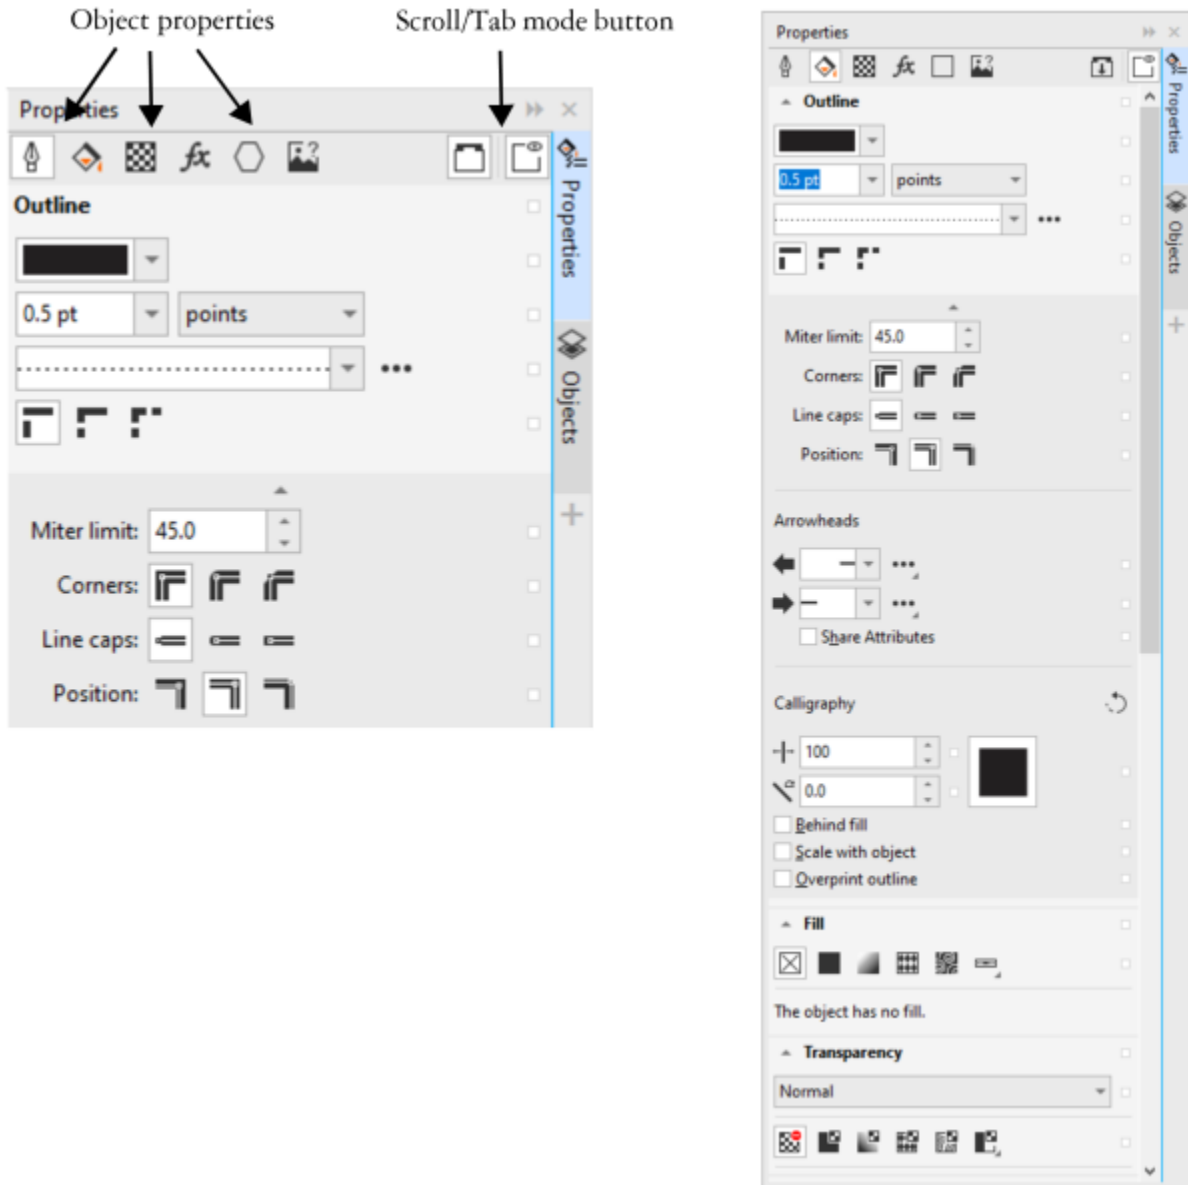 Object properties
Scroll/Tab mode button
Properties
fx
Outline
0.5 pt
points
Miter limit:
45.0
Corners:
Line caps:
Position:
Properties
Objects
Properties
fx
Outline
0.5 pt
points
Miter limit:
45.0
Corners:
Line caps:
Position:
Arrowheads
Share Attributes
Calligraphy
100
0.0
Behind fill
Scale with object
Overprint outline
Fill
The object has no fill.
Transparency
Normal
Properties
Objects